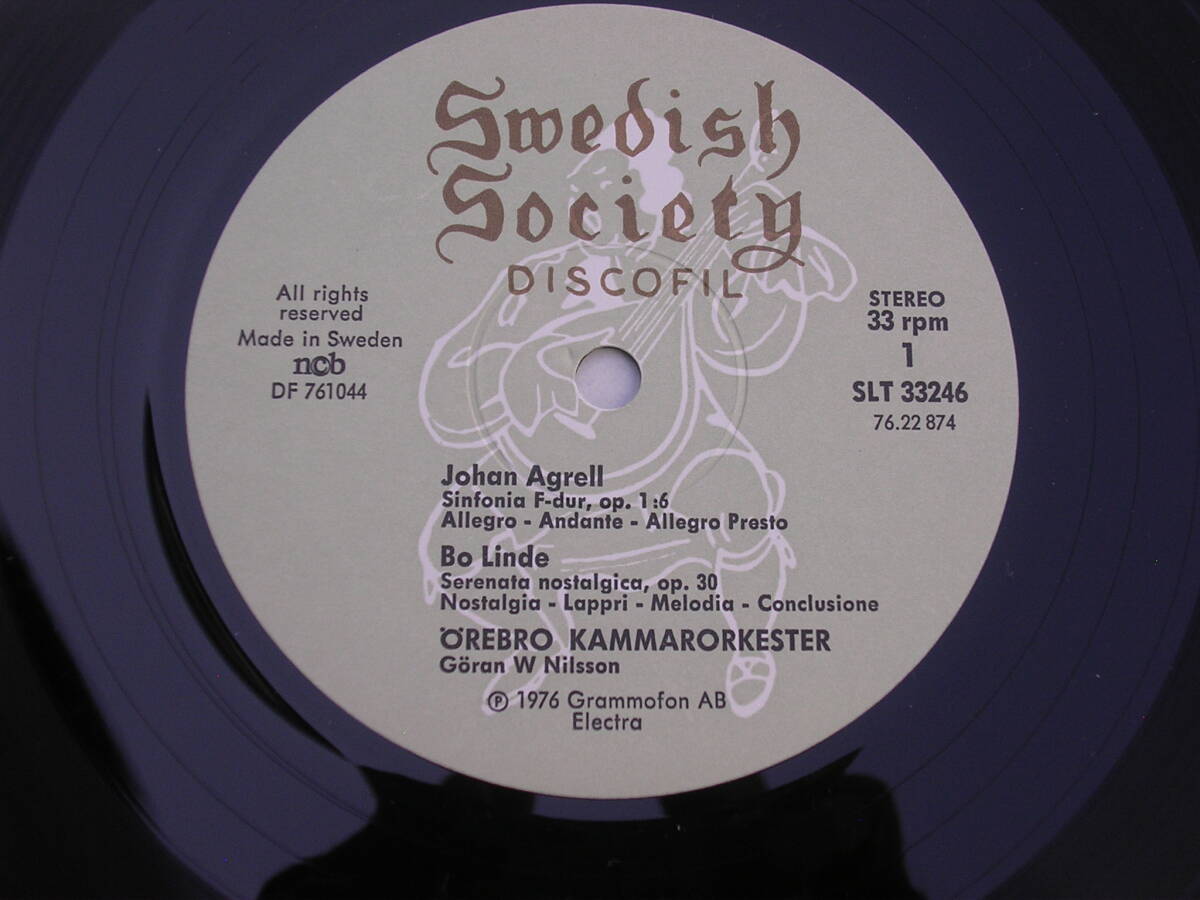 Swedish
Society
DISCOFIL
All rights
reserved
Made in Sweden
ncb
DF 761044
STEREO
33 rpm
1
SLT 33246
76.22 874
Johan Agrell
Sinfonia F-dur, op. 1:6
Allegro - Andante - Allegro Presto
Bo Linde
Serenata nostalgica, op. 30
Nostalgia - Lappri - Melodia - Conclusione
ÖREBRO KAMMARORKESTER
Göran W Nilsson
℗ 1976 Grammofon AB
Electra